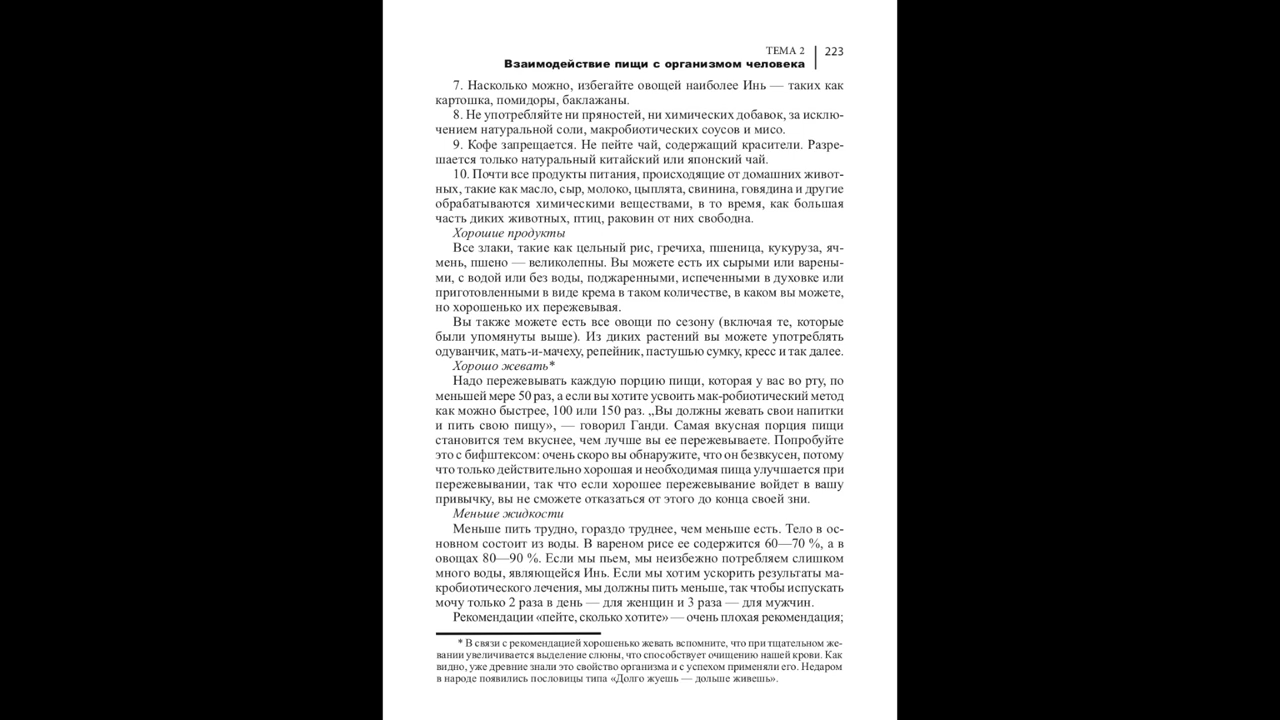 ТЕМА 2
223
Взаимодействие пищи с организмом человека
7. Насколько можно, избегайте овощей наиболее Инь — таких как
картошка, помидоры, баклажаны.
8. Не употребляйте ни пряностей, ни химических добавок, за исклю-
чением натуральной соли, макробиотических соусов и мисо.
9. Кофе запрещается. Не пейте чай, содержащий красители. Разре-
шается только натуральный китайский или японский чай.
10. Почти все продукты питания, происходящие от домашних живот-
ных, такие как масло, сыр, молоко, цыплята, свинина, говядина и другие
обрабатываются химическими веществами, в то время, как большая
часть диких животных, птиц, раковин от них свободна.
Хорошие продукты
Все злаки, такие как цельный рис, гречиха, пшеница, кукуруза, яч-
мень, пшено — великолепны. Вы можете есть их сырыми или варены-
ми, с водой или без воды, поджаренными, испеченными в духовке или
приготовленными в виде крема в таком количестве, в каком вы можете,
но хорошенько их пережевывая.
Вы также можете есть все овощи по сезону (включая те, которые
были упомянуты выше). Из диких растений вы можете употреблять
одуванчик, мать-и-мачеху, репейник, пастушью сумку, кресс и так далее.
Хорошо жевать*
Надо пережевывать каждую порцию пищи, которая у вас во рту, по
меньшей мере 50 раз, а если вы хотите усвоить мак-робиотический метод
как можно быстрее, 100 или 150 раз. „Вы должны жевать свои напитки
и пить свою пищу», — говорил Ганди. Самая вкусная порция пищи
становится тем вкуснее, чем лучше вы ее пережевываете. Попробуйте
это с бифштексом: очень скоро вы обнаружите, что он безвкусен, потому
что только действительно хорошая и необходимая пища улучшается при
пережевывании, так что если хорошее пережевывание войдет в вашу
привычку, вы не сможете отказаться от этого до конца своей зни.
Меньше жидкости
Меньше пить трудно, гораздо труднее, чем меньше есть. Тело в ос-
новном состоит из воды. В вареном рисе ее содержится 60—70 %, а в
овощах 80—90 %. Если мы пьем, мы неизбежно потребляем слишком
много воды, являющейся Инь. Если мы хотим ускорить результаты ма-
кробиотического лечения, мы должны пить меньше, так чтобы испускать
мочу только 2 раза в день — для женщин и 3 раза — для мужчин.
Рекомендации «пейте, сколько хотите» — очень плохая рекомендация;
* В связи с рекомендацией хорошенько жевать вспомните, что при тщательном же-
вании увеличивается выделение слюны, что способствует очищению нашей крови. Как
видно, уже древние знали это свойство организма и с успехом применяли его. Недаром
в народе появились пословицы типа «Долго жуешь — дольше живешь».